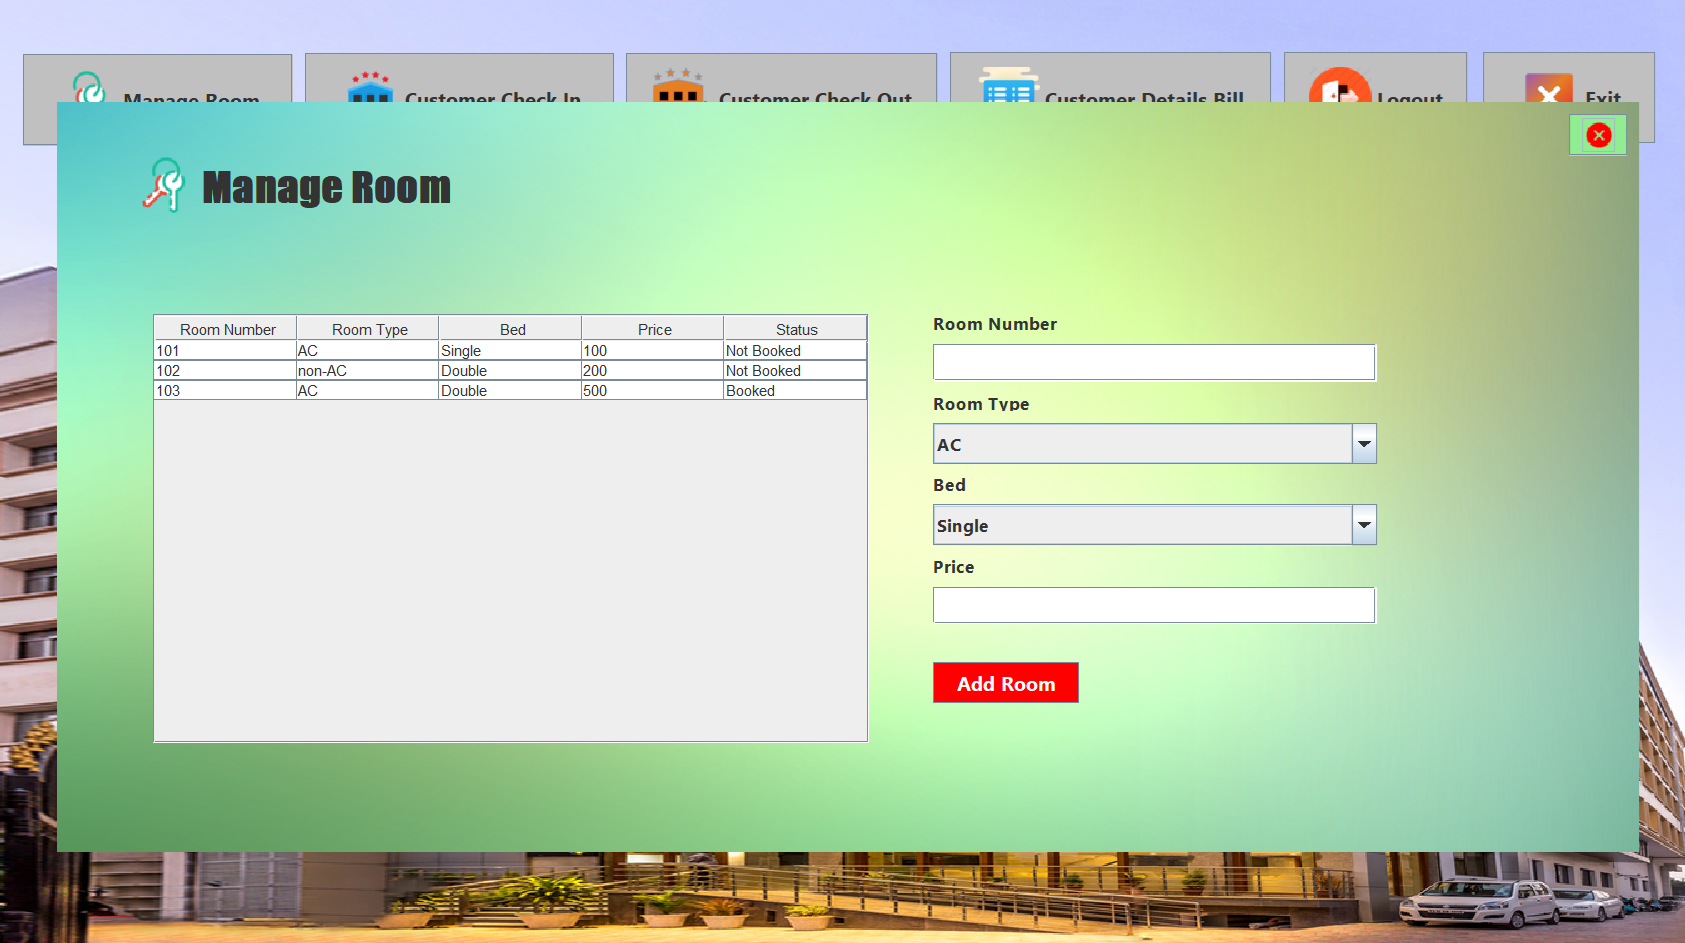 Manage Room
Customer Check In
Customer Check Out
Customer Details Bill
Logout
Exit
Manage Room
Room Number Room Type Bed Price Status
101 AC Single 100 Not Booked
102 non-AC Double 200 Not Booked
103 AC Double 500 Booked
Room Number
Room Type
AC
Bed
Single
Price
Add Room